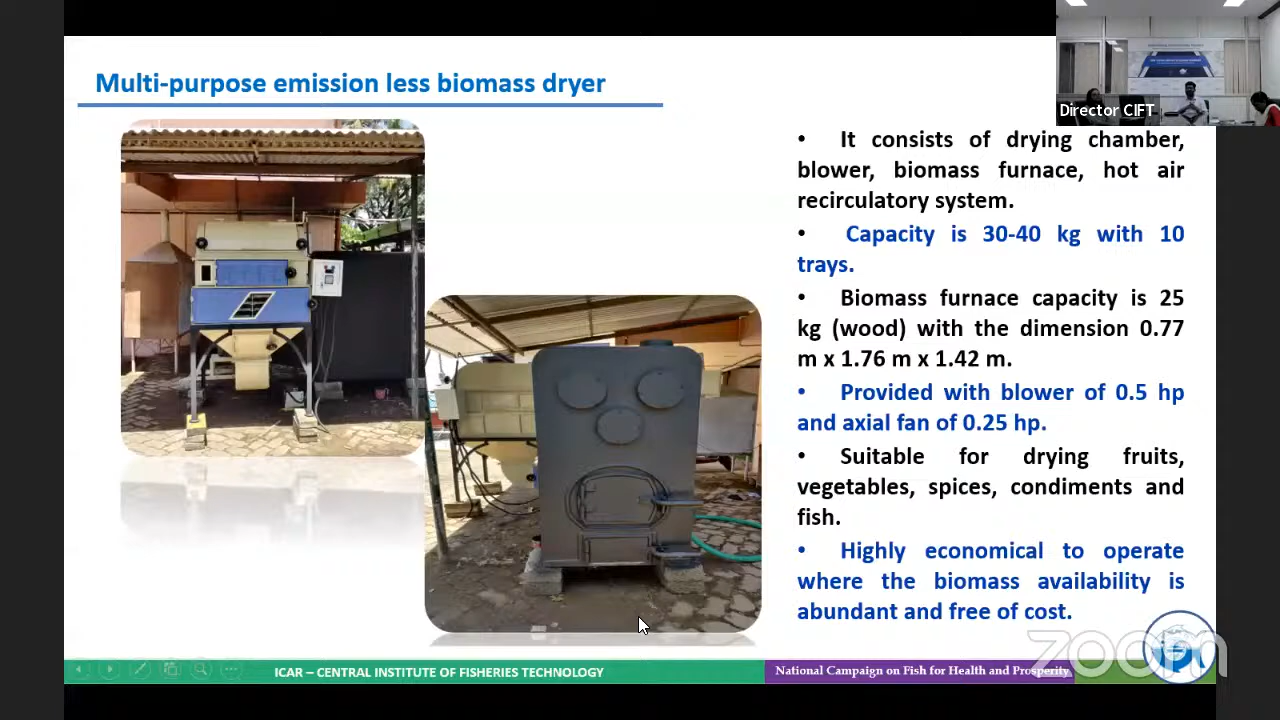 Multi-purpose emission less biomass dryer
Director CIFT
• It consists of drying chamber,
blower, biomass furnace, hot air
recirculatory system.
• Capacity is 30-40 kg with 10
trays.
• Biomass furnace capacity is 25
kg (wood) with the dimension 0.77
m x 1.76 m x 1.42 m.
• Provided with blower of 0.5 hp
and axial fan of 0.25 hp.
• Suitable for drying fruits,
vegetables, spices, condiments and
fish.
• Highly economical to operate
where the biomass availability is
abundant and free of cost.
zoom
ICAR – CENTRAL INSTITUTE OF FISHERIES TECHNOLOGY
National Campaign on Fish for Health and Prosperity